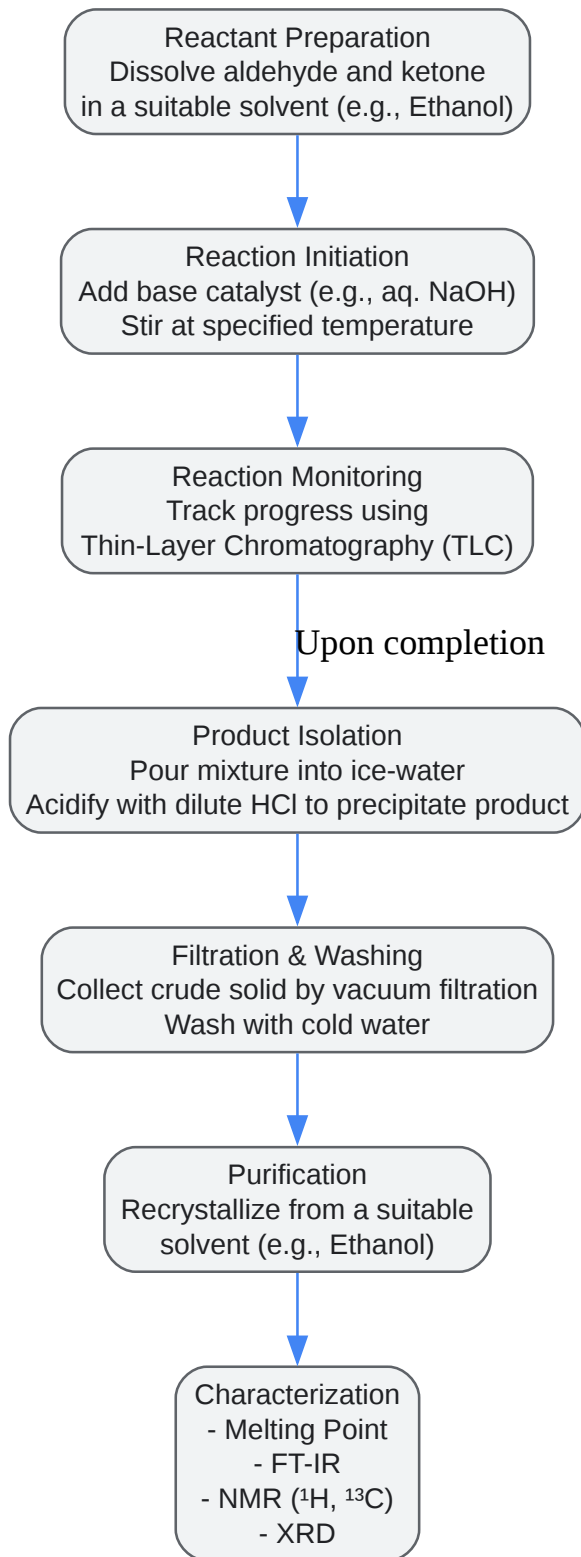 Reactant Preparation
Dissolve aldehyde and ketone
in a suitable solvent (e.g., Ethanol)
Reaction Initiation
Add base catalyst (e.g., aq. NaOH)
Stir at specified temperature
Reaction Monitoring
Track progress using
Thin-Layer Chromatography (TLC)
Upon completion
Product Isolation
Pour mixture into ice-water
Acidify with dilute HCl to precipitate product
Filtration & Washing
Collect crude solid by vacuum filtration
Wash with cold water
Purification
Recrystallize from a suitable
solvent (e.g., Ethanol)
Characterization
- Melting Point
- FT-IR
- NMR (¹H, ¹³C)
- XRD